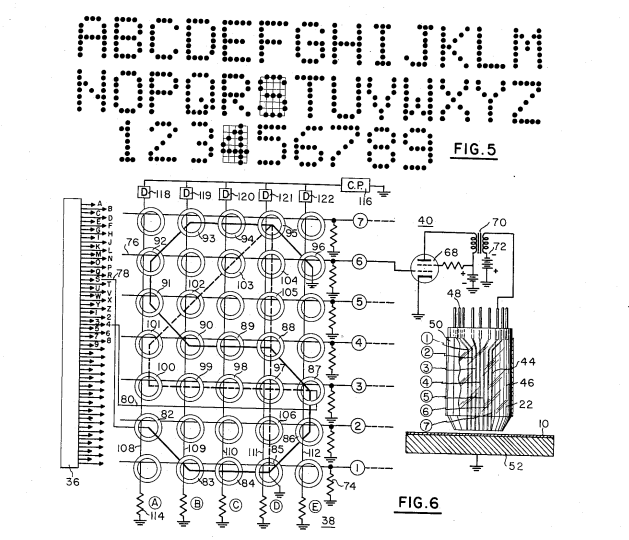 ABCDEFGHIJKLM
NOPQRSTUVWXYZ
123456789
FIG.5
D 118 D 119 D 120 D 121 D 122
C.P.
116
A
B
C
D
E
F
H
I
J
K
L
M
N
O
P
Q
R
S
T
U
V
W
X
Y
Z
1
2
3
4
5
6
7
8
9
76
78
80
36
92
93
94
95
96
91
102
103
104
105
101
90
89
88
100
99
98
97
87
82
106
86
108
109
110
111
85
112
83
84
7
6
5
4
3
2
1
74
A
B
C
D
E
114
38
40
70
68
72
48
50
1
2
3
4
5
6
7
44
46
22
10
52
FIG.6